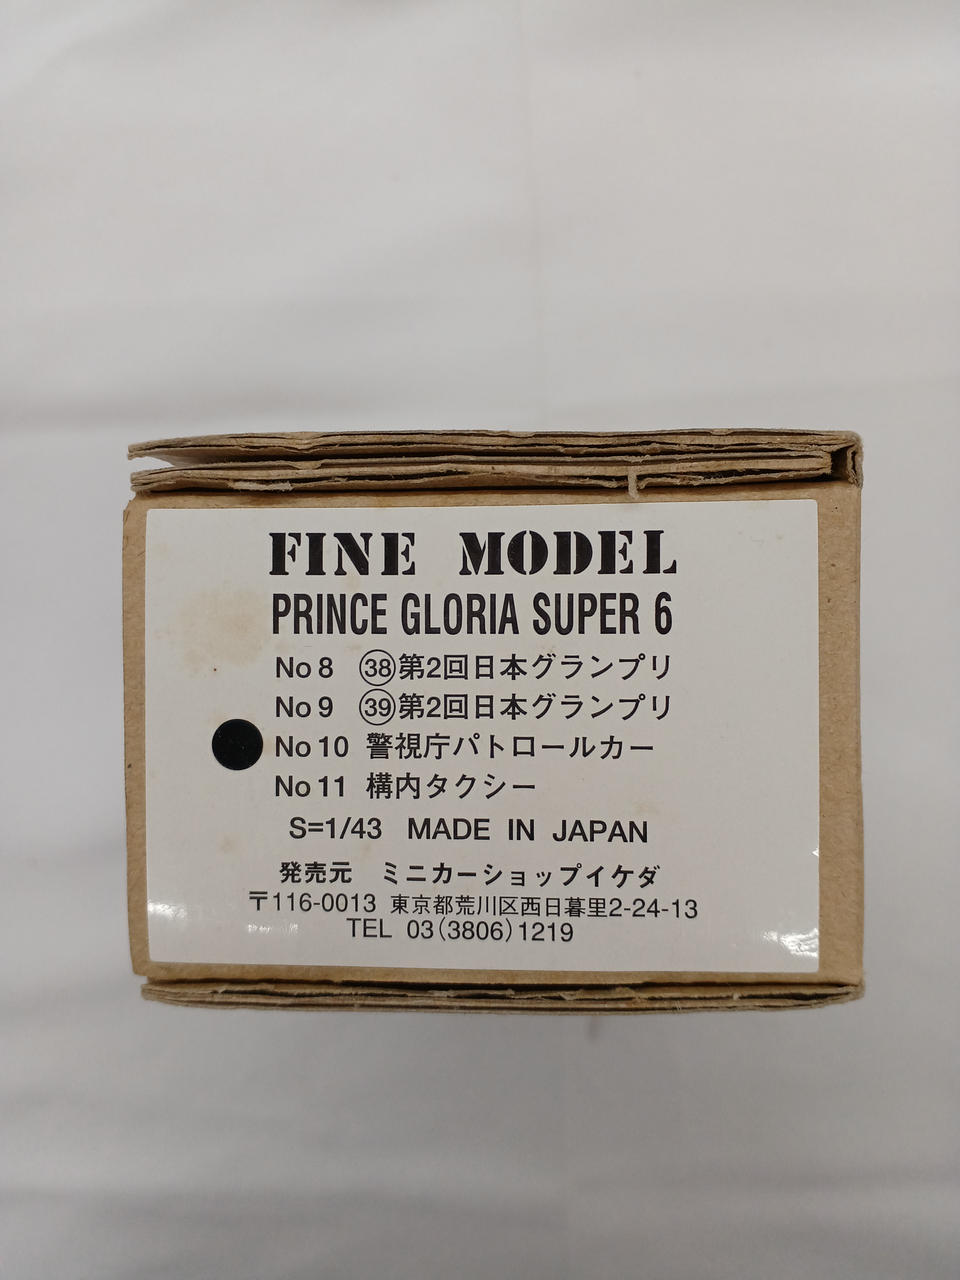 FINE MODEL
PRINCE GLORIA SUPER 6
No 8 ㊳第2回日本グランプリ
No 9 ㊴第2回日本グランプリ
No 10 警視庁パトロールカー
No 11 構内タクシー
S=1/43 MADE IN JAPAN
発売元 ミニカーショップイケダ
〒116-0013 東京都荒川区西日暮里2-24-13
TEL 03(3806)1219